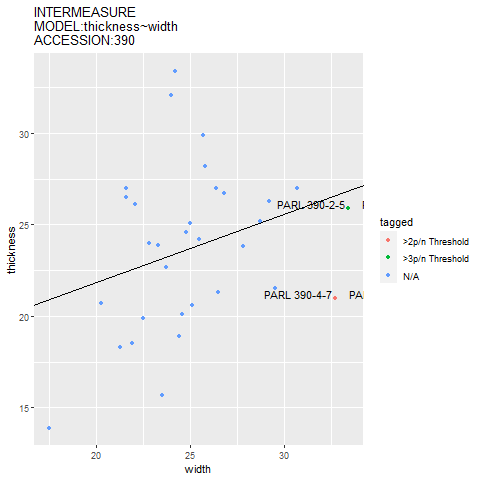 INTERMEASURE
MODEL:thickness~width
ACCESSION:390
30
25
20
15
thickness
PARL 390-2-5
PARL 390-4-7
PA
20
25
30
width
tagged
>2p/n Threshold
>3p/n Threshold
N/A